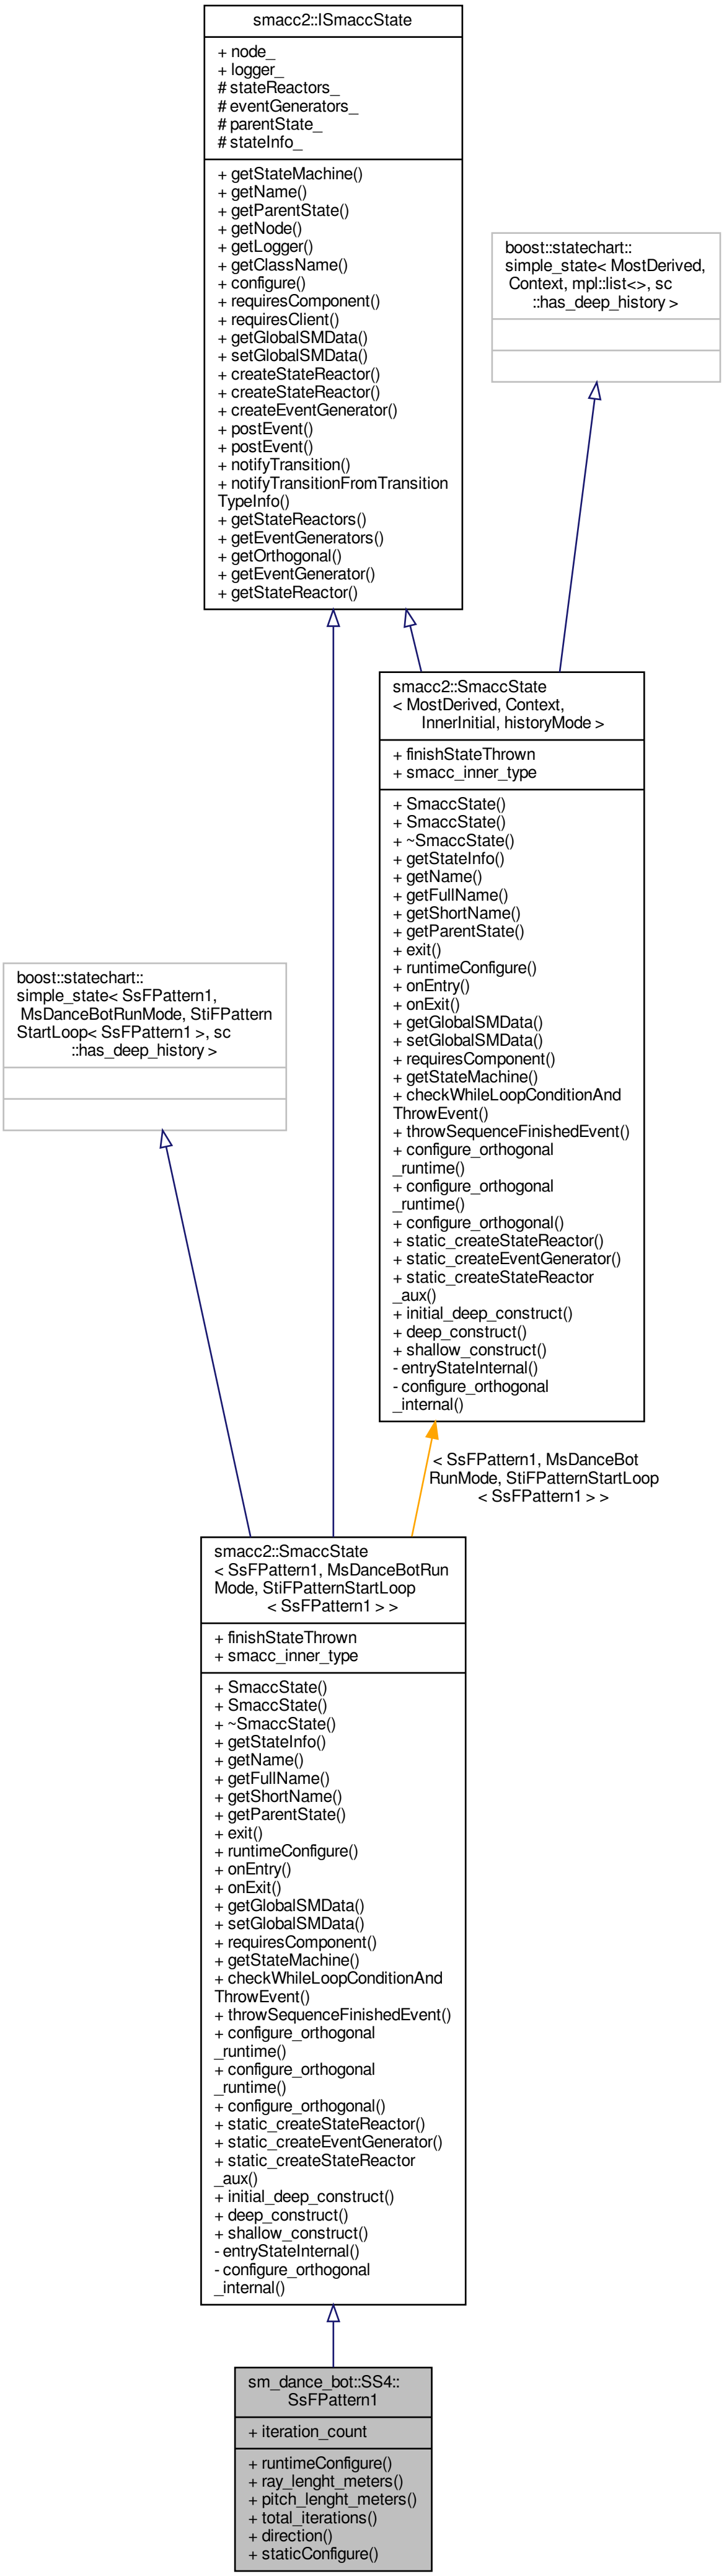 smacc2::ISmaccState
+ node_
+ logger_
# stateReactors_
# eventGenerators_
# parentState_
# stateInfo_
+ getStateMachine()
+ getName()
+ getParentState()
+ getNode()
+ getLogger()
+ getClassName()
+ configure()
+ requiresComponent()
+ requiresClient()
+ getGlobalSMData()
+ setGlobalSMData()
+ createStateReactor()
+ createStateReactor()
+ createEventGenerator()
+ postEvent()
+ postEvent()
+ notifyTransition()
+ notifyTransitionFromTransition
TypeInfo()
+ getStateReactors()
+ getEventGenerators()
+ getOrthogonal()
+ getEventGenerator()
+ getStateReactor()
boost::statechart::
simple_state< MostDerived,
Context, mpl::list<>, sc
::has_deep_history >
smacc2::SmaccState
< MostDerived, Context,
InnerInitial, historyMode >
+ finishStateThrown
+ smacc_inner_type
+ SmaccState()
+ SmaccState()
+ ~SmaccState()
+ getStateInfo()
+ getName()
+ getFullName()
+ getShortName()
+ getParentState()
+ exit()
+ runtimeConfigure()
+ onEntry()
+ onExit()
+ getGlobalSMData()
+ setGlobalSMData()
+ requiresComponent()
+ getStateMachine()
+ checkWhileLoopConditionAnd
ThrowEvent()
+ throwSequenceFinishedEvent()
+ configure_orthogonal
_runtime()
+ configure_orthogonal
_runtime()
+ configure_orthogonal()
+ static_createStateReactor()
+ static_createEventGenerator()
+ static_createStateReactor
_aux()
+ initial_deep_construct()
+ deep_construct()
+ shallow_construct()
- entryStateInternal()
- configure_orthogonal
_internal()
boost::statechart::
simple_state< SsFPattern1,
MsDanceBotRunMode, StiFPattern
StartLoop< SsFPattern1 >, sc
::has_deep_history >
< SsFPattern1, MsDanceBot
RunMode, StiFPatternStartLoop
< SsFPattern1 > >
smacc2::SmaccState
< SsFPattern1, MsDanceBotRun
Mode, StiFPatternStartLoop
< SsFPattern1 > >
+ finishStateThrown
+ smacc_inner_type
+ SmaccState()
+ SmaccState()
+ ~SmaccState()
+ getStateInfo()
+ getName()
+ getFullName()
+ getShortName()
+ getParentState()
+ exit()
+ runtimeConfigure()
+ onEntry()
+ onExit()
+ getGlobalSMData()
+ setGlobalSMData()
+ requiresComponent()
+ getStateMachine()
+ checkWhileLoopConditionAnd
ThrowEvent()
+ throwSequenceFinishedEvent()
+ configure_orthogonal
_runtime()
+ configure_orthogonal
_runtime()
+ configure_orthogonal()
+ static_createStateReactor()
+ static_createEventGenerator()
+ static_createStateReactor
_aux()
+ initial_deep_construct()
+ deep_construct()
+ shallow_construct()
- entryStateInternal()
- configure_orthogonal
_internal()
sm_dance_bot::SS4::
SsFPattern1
+ iteration_count
+ runtimeConfigure()
+ ray_lenght_meters()
+ pitch_lenght_meters()
+ total_iterations()
+ direction()
+ staticConfigure()